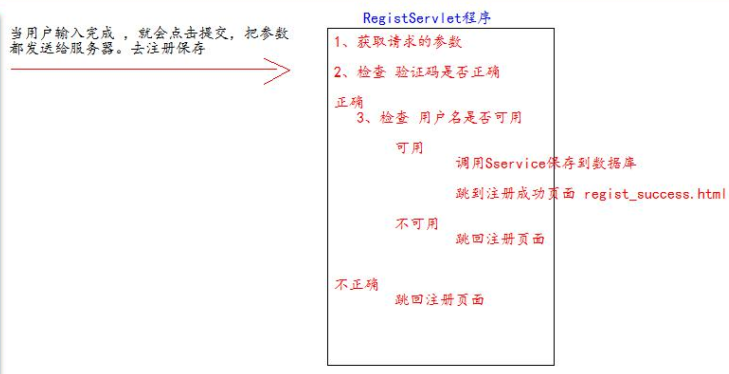 当用户输入完成 ，就会点击提交，把参数
都发送给服务器。去注册保存
RegistServlet程序
1、获取请求的参数
2、检查 验证码是否正确
正确
3、检查 用户名是否可用
可用
调用Sservice保存到数据库
跳到注册成功页面 regist_success.html
不可用
跳回注册页面
不正确
跳回注册页面